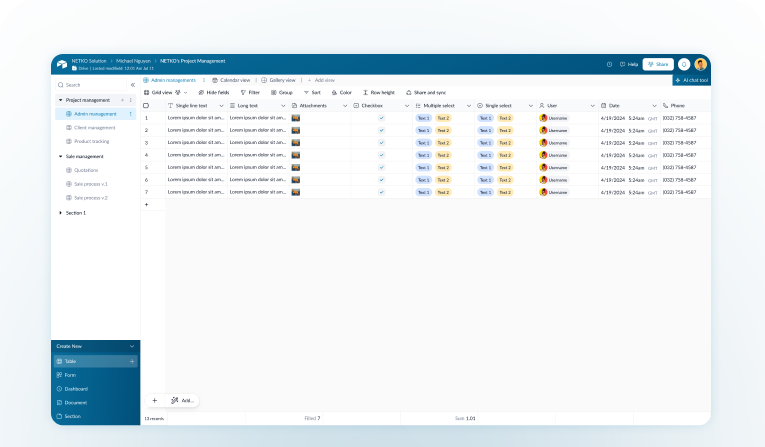 NETKO Solution > Michael Nguyen > NETKO's Project Management
Help
Share
Search
Admin managements
Calendar view
Gallery view
Add view
AI chat tool
Grid view
Hide fields
Filter
Group
Sort
Color
Row height
Share and sync
Project management
Admin management
Client management
Product tracking
Sale management
Quotations
Sale process v.1
Sale process v.2
Section 1
Single line text Long text Attachments Checkbox Multiple select Single select User Date Phone
1 Lorem ipsum dolor sit am... Lorem ipsum dolor sit am... Text 1 Text 2 Text 1 Text 2 Username 4/19/2024 5:24am GMT (032) 758-4587
2 Lorem ipsum dolor sit am... Lorem ipsum dolor sit am... Text 1 Text 2 Text 1 Text 2 Username 4/19/2024 5:24am GMT (032) 758-4587
3 Lorem ipsum dolor sit am... Lorem ipsum dolor sit am... Text 1 Text 2 Text 1 Text 2 Username 4/19/2024 5:24am GMT (032) 758-4587
4 Lorem ipsum dolor sit am... Lorem ipsum dolor sit am... Text 1 Text 2 Text 1 Text 2 Username 4/19/2024 5:24am GMT (032) 758-4587
5 Lorem ipsum dolor sit am... Lorem ipsum dolor sit am... Text 1 Text 2 Text 1 Text 2 Username 4/19/2024 5:24am GMT (032) 758-4587
6 Lorem ipsum dolor sit am... Lorem ipsum dolor sit am... Text 1 Text 2 Text 1 Text 2 Username 4/19/2024 5:24am GMT (032) 758-4587
7 Lorem ipsum dolor sit am... Lorem ipsum dolor sit am... Text 1 Text 2 Text 1 Text 2 Username 4/19/2024 5:24am GMT (032) 758-4587
Create New
Table
Form
Dashboard
Document
Section
Add...
records
Filled 7
Sum 1.01